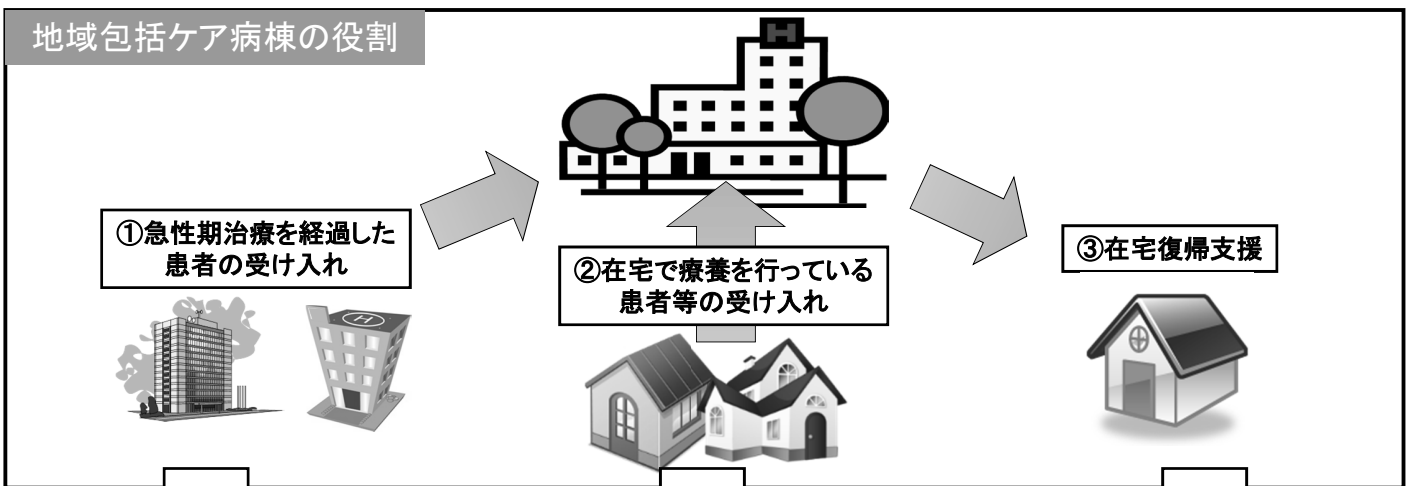 地域包括ケア病棟の役割
H
①急性期治療を経過した
患者の受け入れ
②在宅で療養を行っている
患者等の受け入れ
③在宅復帰支援
H